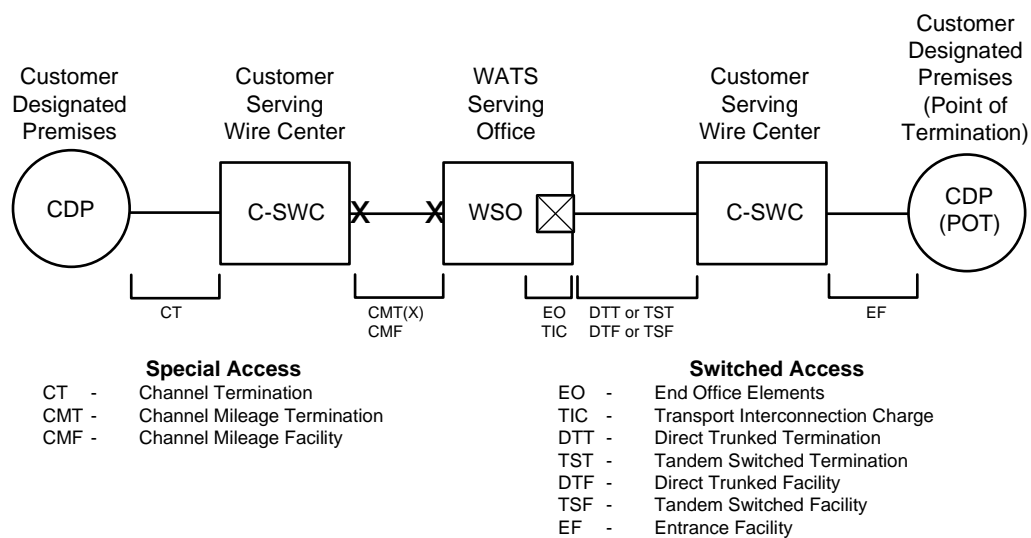 Customer
Designated
Premises
Customer
Serving
Wire Center
WATS
Serving
Office
Customer
Serving
Wire Center
Customer
Designated
Premises
(Point of
Termination)
CDP
C-SWC
X
X
WSO
C-SWC
CDP
(POT)
CT
CMT(X)
CMF
EO
TIC
DTT or TST
DTF or TSF
EF
Special Access
CT - Channel Termination
CMT - Channel Mileage Termination
CMF - Channel Mileage Facility
Switched Access
EO - End Office Elements
TIC - Transport Interconnection Charge
DTT - Direct Trunked Termination
TST - Tandem Switched Termination
DTF - Direct Trunked Facility
TSF - Tandem Switched Facility
EF - Entrance Facility